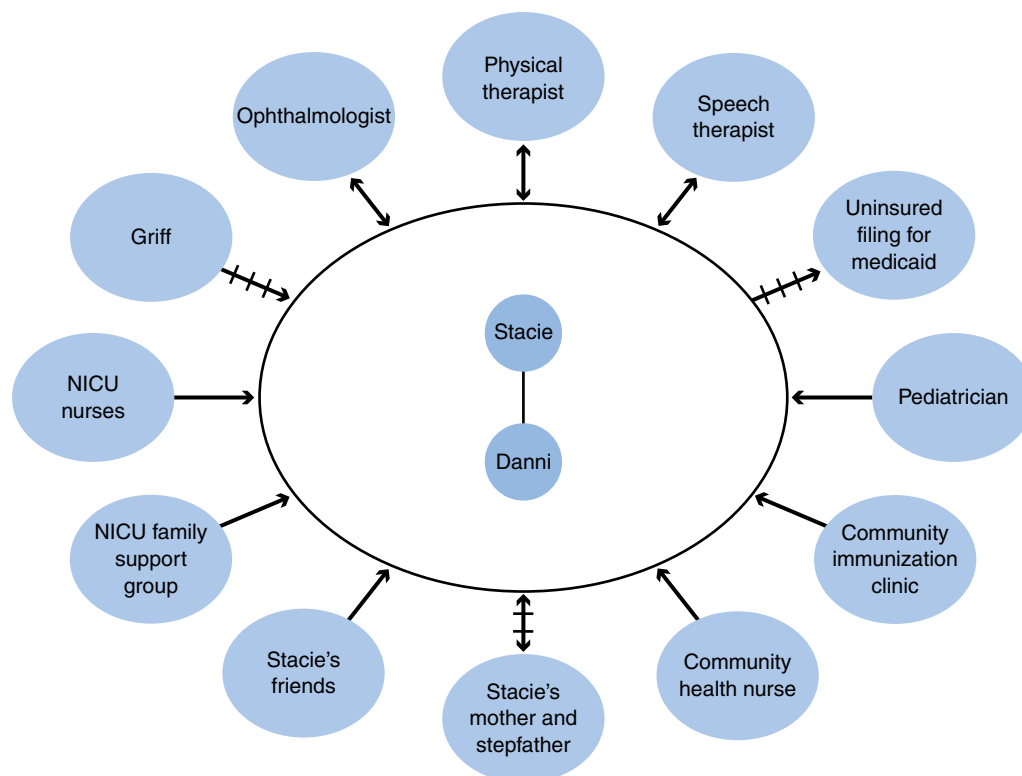 Physical
therapist
Ophthalmologist
Speech
therapist
Griff
Uninsured
filing for
medicaid
Stacie
NICU
nurses
Pediatrician
Danni
NICU family
support
group
Community
immunization
clinic
Stacie's
friends
Stacie's
mother and
stepfather
Community
health nurse